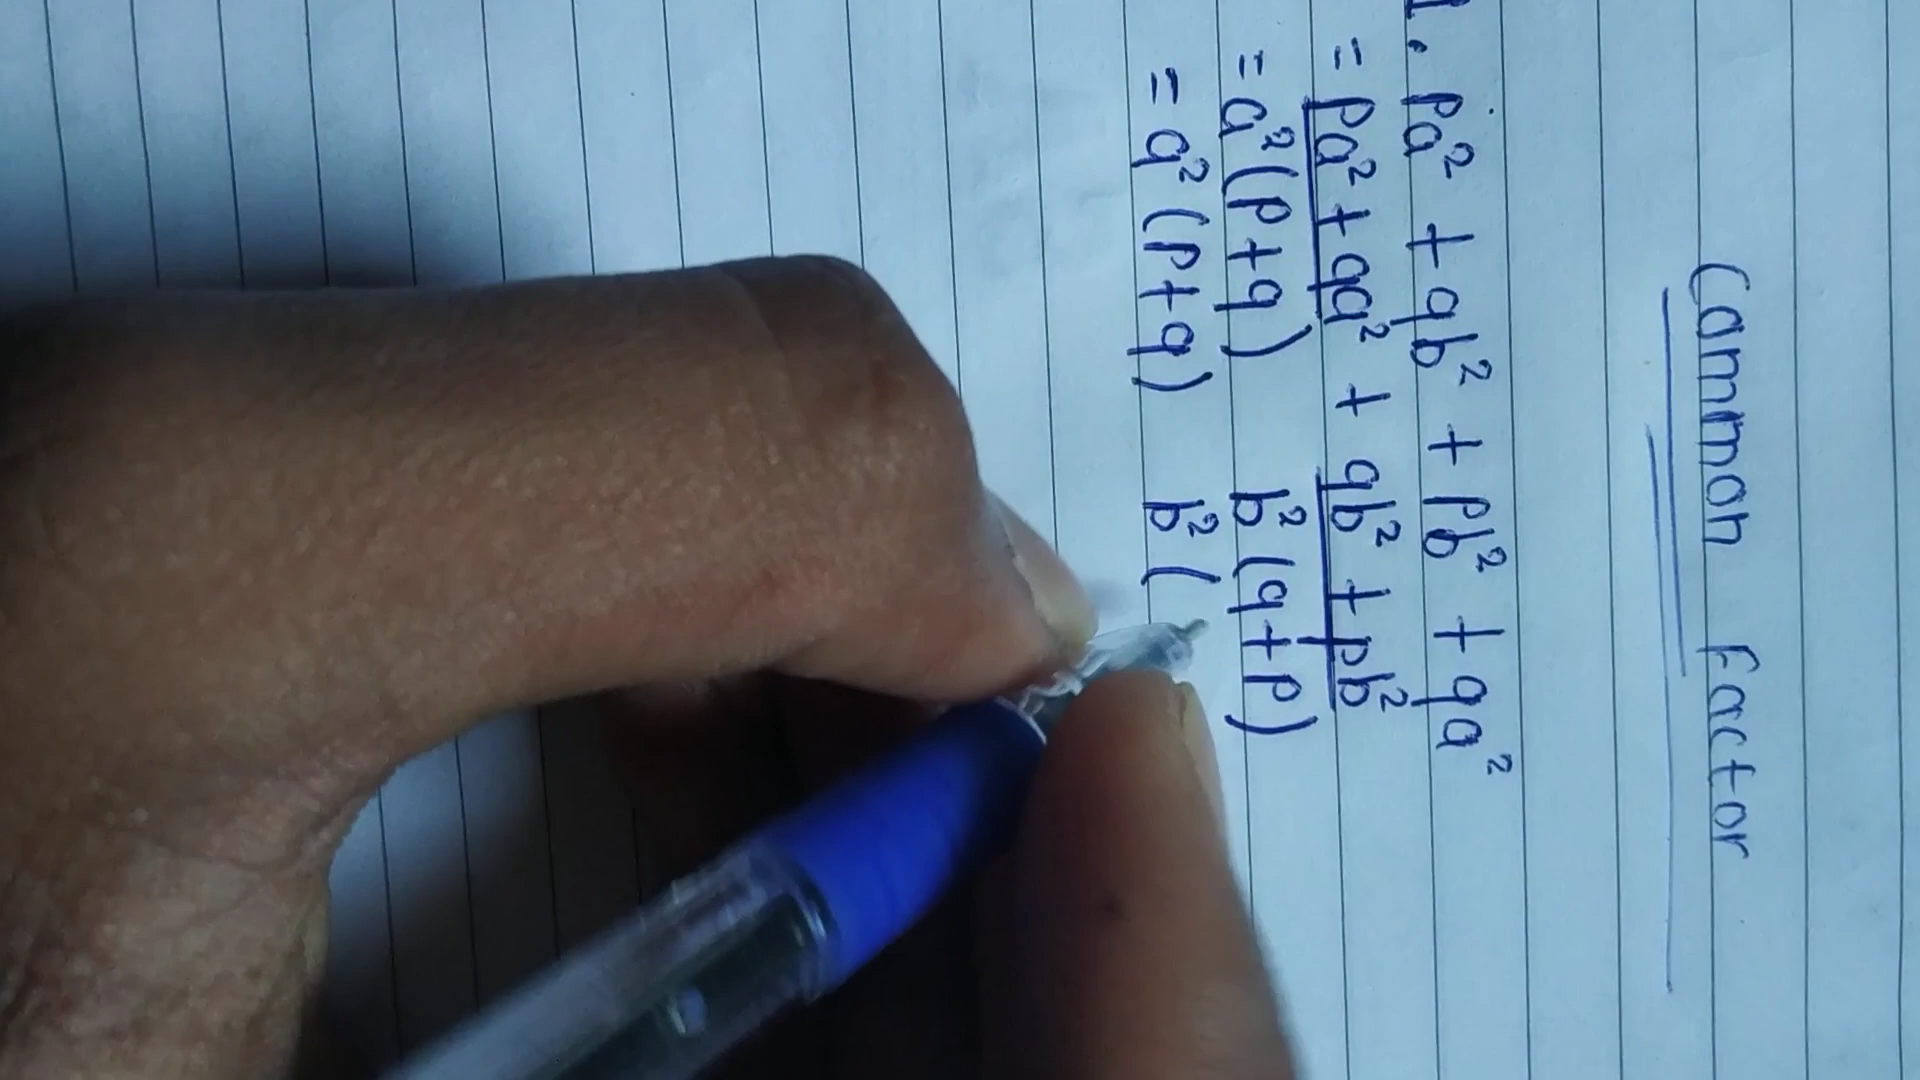 Common Factor
1. pa² + qb² + pb² + qa²
= pa² + qa² + qb² + pb²
= a²(p+q) b²(q+p)
= a²(p+q) b²(